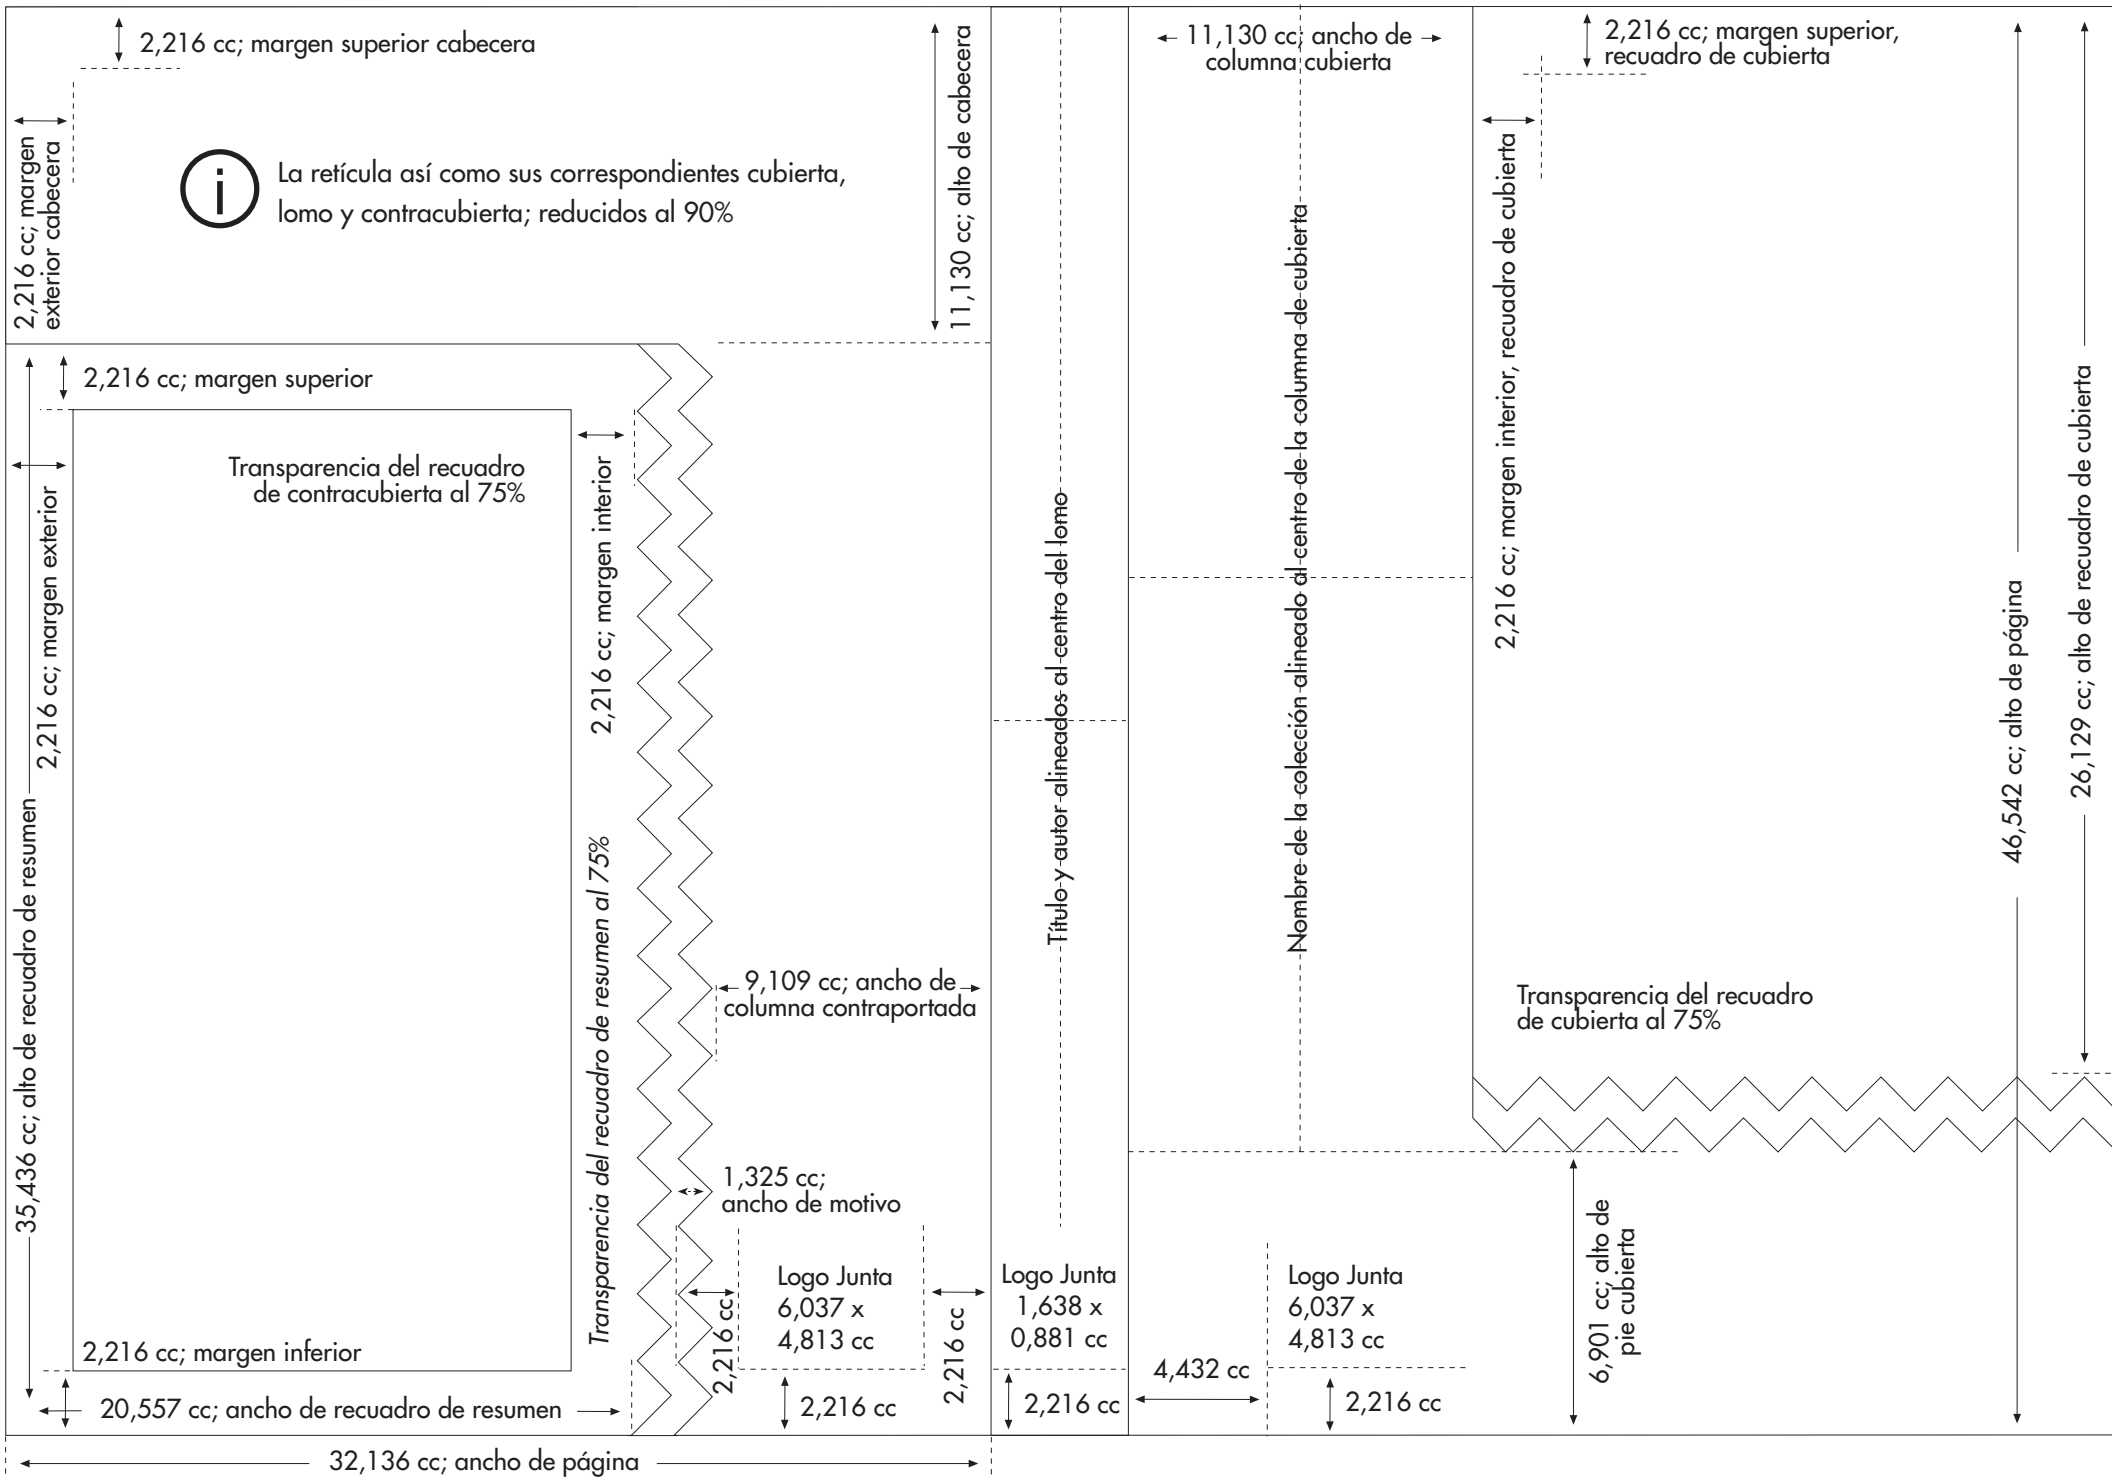 2,216 cc; margen superior cabecera
2,216 cc; margen
exterior cabecera
La retícula así como sus correspondientes cubierta,
lomo y contracubierta; reducidos al 90%
11,130 cc; alto de cabecera
35,436 cc; alto de recuadro de resumen
2,216 cc; margen superior
2,216 cc; margen exterior
Transparencia del recuadro
de contracubierta al 75%
2,216 cc; margen interior
Transparencia del recuadro de resumen al 75%
2,216 cc; margen inferior
20,557 cc; ancho de recuadro de resumen
32,136 cc; ancho de página
9,109 cc; ancho de
columna contraportada
1,325 cc;
ancho de motivo
2,216 cc
Logo Junta
6,037 x
4,813 cc
2,216 cc
2,216 cc
Título y autor alineados al centro del lomo
Logo Junta
1,638 x
0,881 cc
2,216 cc
11,130 cc; ancho de
columna cubierta
Nombre de la colección alineado al centro de la columna de cubierta
4,432 cc
Logo Junta
6,037 x
4,813 cc
2,216 cc
2,216 cc; margen superior,
recuadro de cubierta
2,216 cc; margen interior, recuadro de cubierta
Transparencia del recuadro
de cubierta al 75%
6,901 cc; alto de
pie cubierta
46,542 cc; alto de página
26,129 cc; alto de recuadro de cubierta